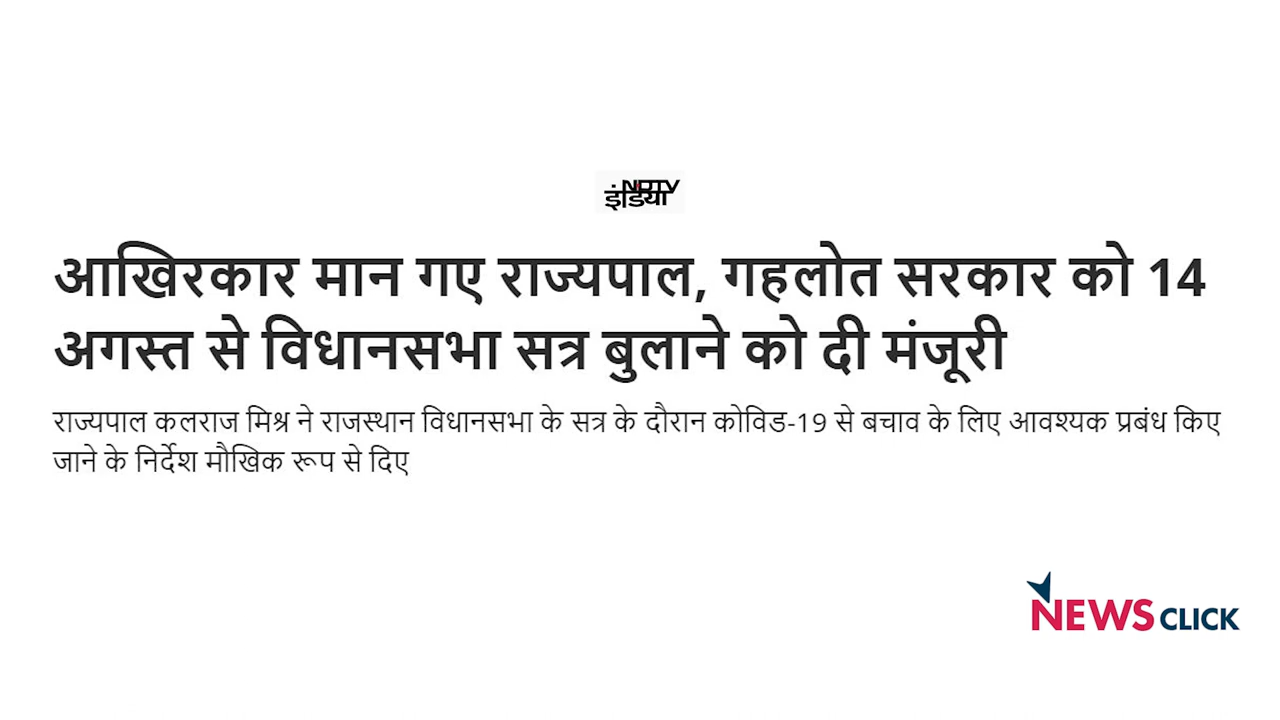 NDTV
इंडिया
आखिरकार मान गए राज्यपाल, गहलोत सरकार को 14
अगस्त से विधानसभा सत्र बुलाने को दी मंजूरी
राज्यपाल कलराज मिश्र ने राजस्थान विधानसभा के सत्र के दौरान कोविड-19 से बचाव के लिए आवश्यक प्रबंध किए
जाने के निर्देश मौखिक रूप से दिए
NEWS CLICK